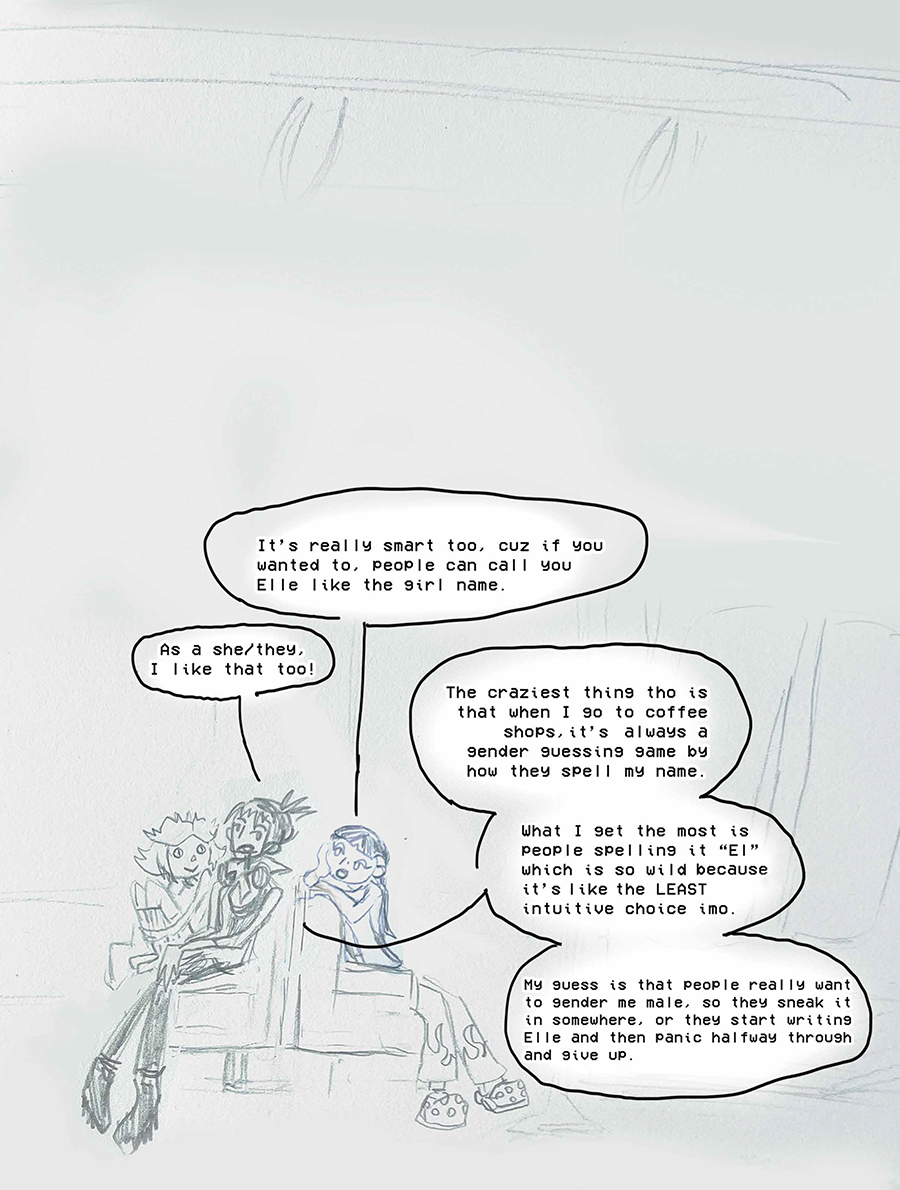 It's really smart too, cuz if you
wanted to, people can call you
Elle like the girl name.
As a she/they,
I like that too!
The craziest thing tho is
that when I go to coffee
shops, it's always a
gender guessing game by
how they spell my name.
What I get the most is
people spelling it “El”
which is so wild because
it's like the LEAST
intuitive choice imo.
My guess is that people really want
to gender me male, so they sneak it
in somewhere, or they start writing
Elle and then panic halfway through
and give up.